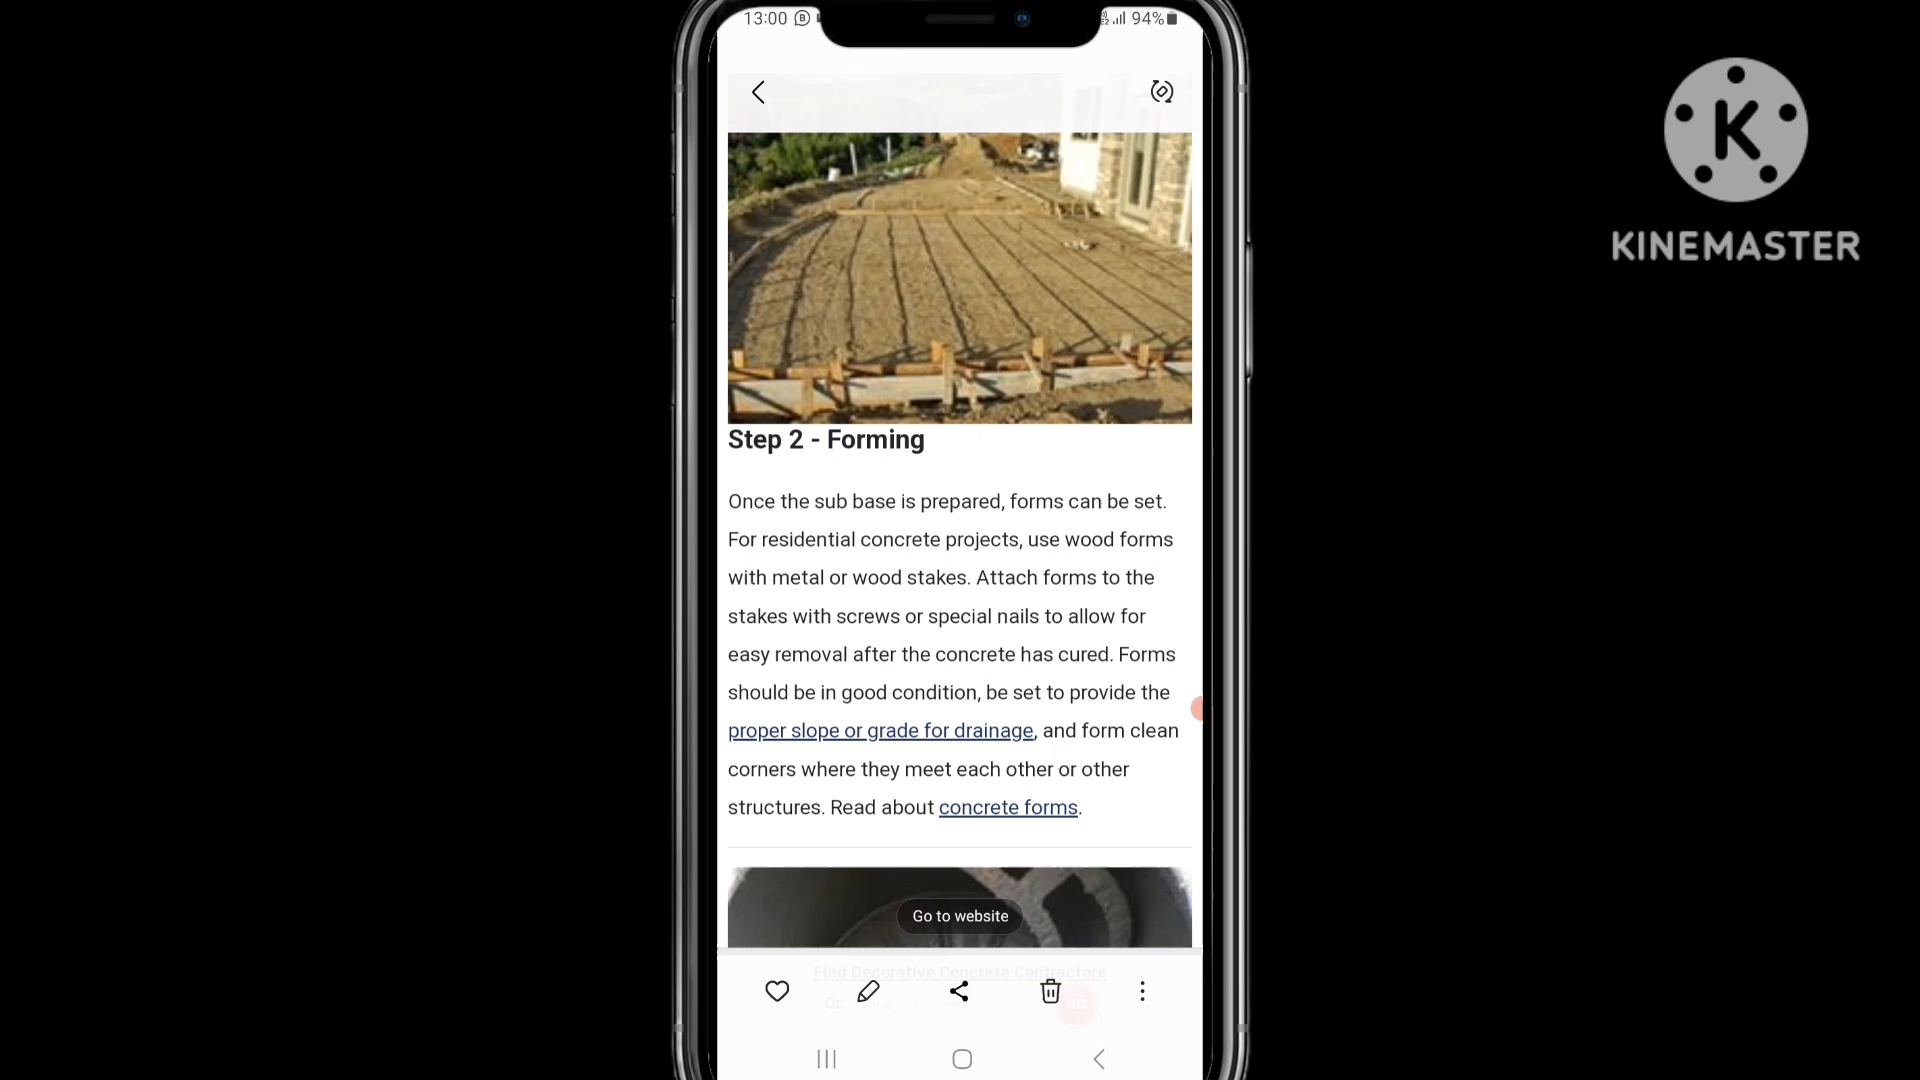 13:00
94%
K
KINEMASTER
Step 2 - Forming
Once the sub base is prepared, forms can be set.
For residential concrete projects, use wood forms
with metal or wood stakes. Attach forms to the
stakes with screws or special nails to allow for
easy removal after the concrete has cured. Forms
should be in good condition, be set to provide the
proper slope or grade for drainage, and form clean
corners where they meet each other or other
structures. Read about concrete forms.
Go to website
Find Decorative Concrete Contractors